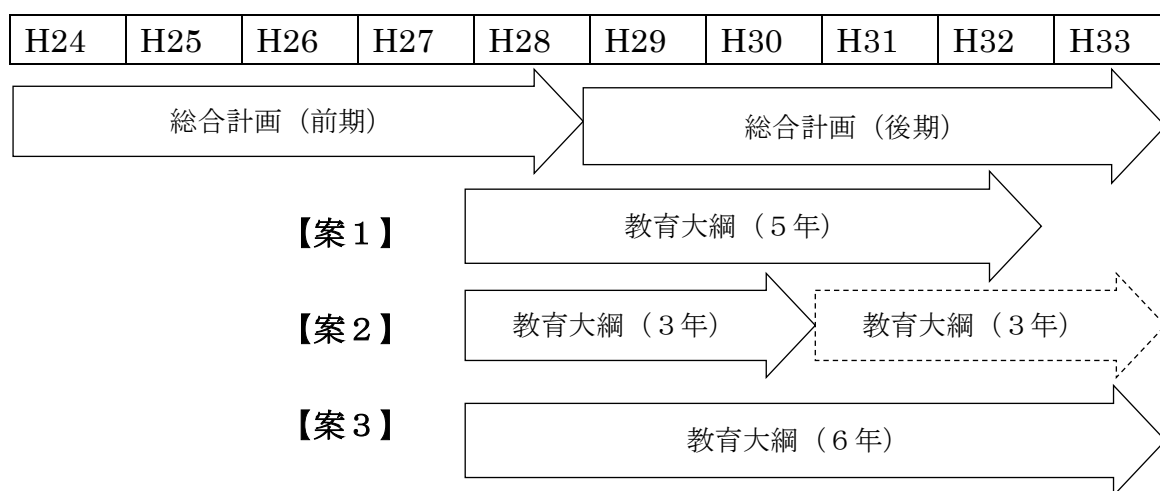 H24 H25 H26 H27 H28 H29 H30 H31 H32 H33
総合計画（前期） 総合計画（後期）
【案１】 教育大綱（５年）
【案２】 教育大綱（３年） 教育大綱（３年）
【案３】 教育大綱（６年）